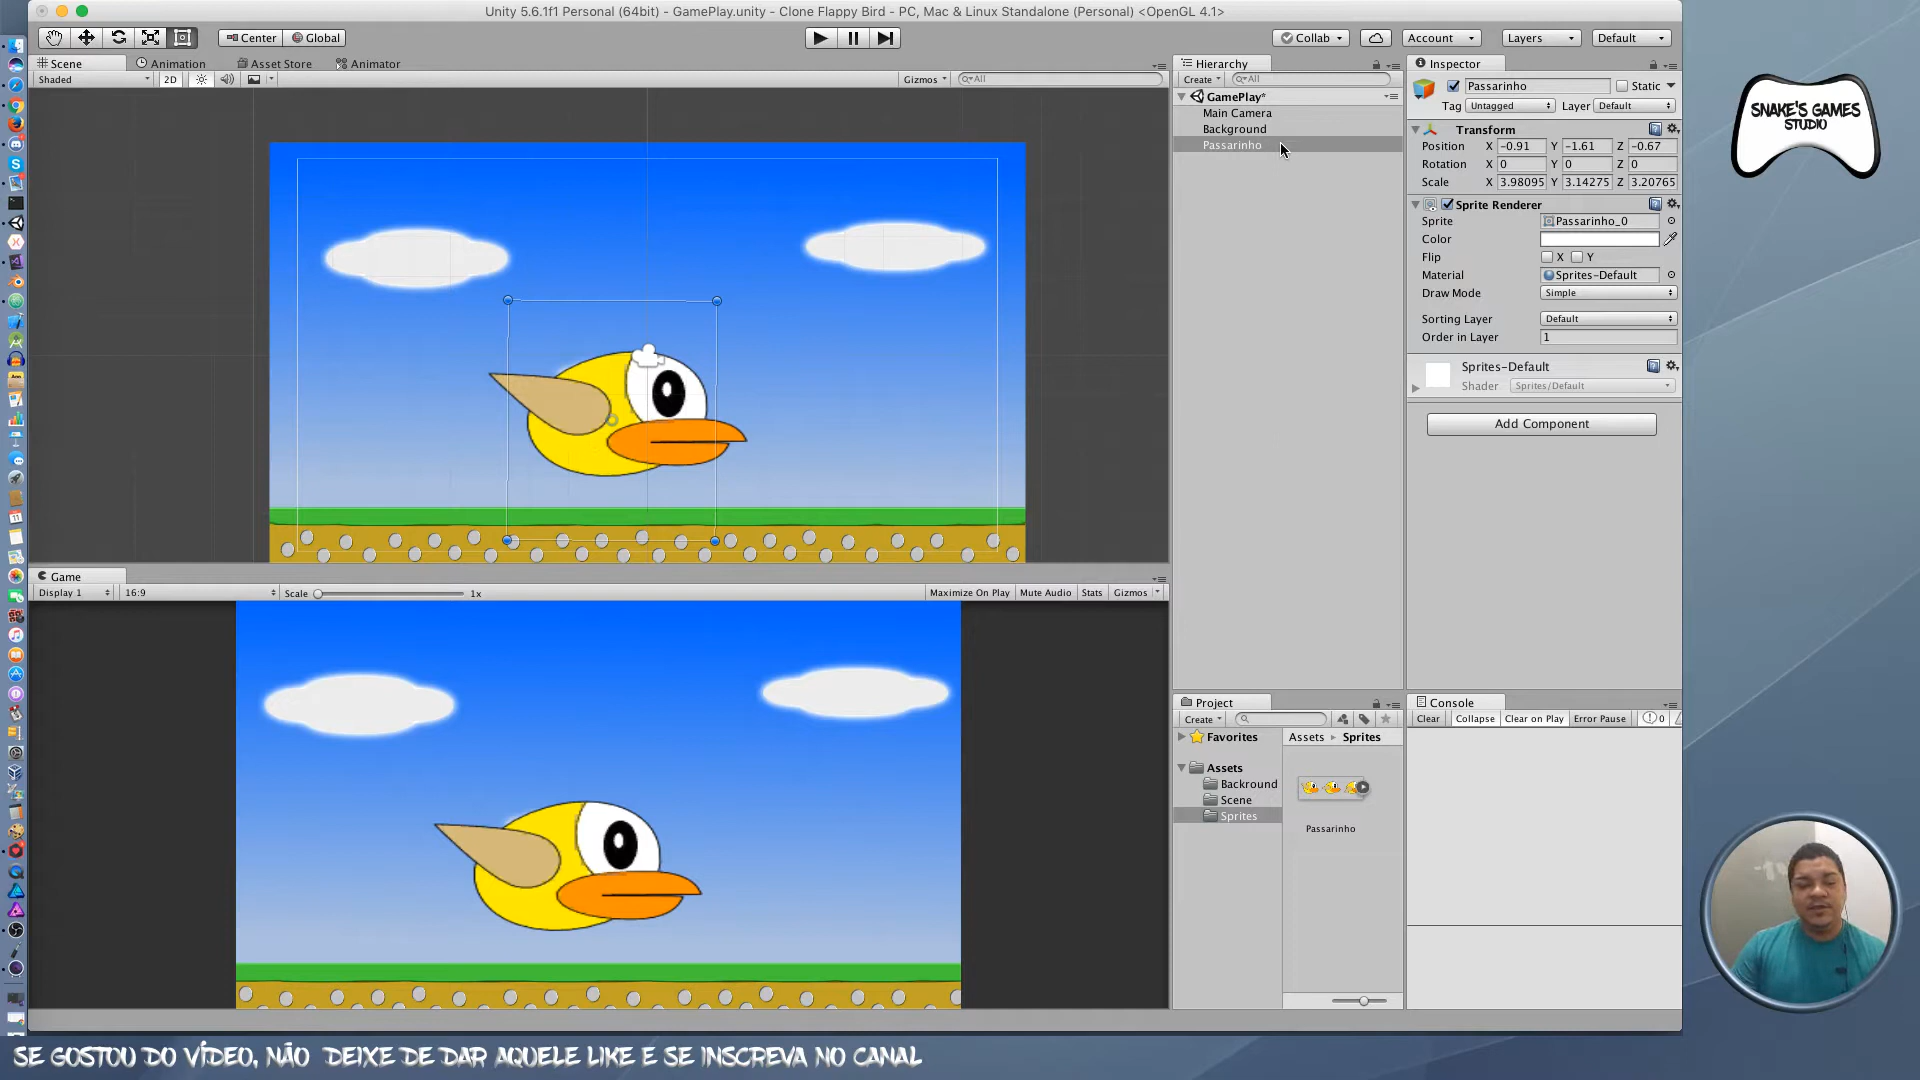 Unity 5.6.1f1 Personal (64bit) - GamePlay.unity - Clone Flappy Bird - PC, Mac & Linux Standalone (Personal) <OpenGL 4.1>
Center Global
Collab Account Layers Default
Scene Animation Asset Store Animator
Shaded 2D Gizmos All
Hierarchy
Create All
GamePlay*
Main Camera
Background
Passarinho
Inspector
Passarinho Static
Tag Untagged Layer Default
Transform
Position X -0.91 Y -1.61 Z -0.67
Rotation X 0 Y 0 Z 0
Scale X 3.98095 Y 3.14275 Z 3.20765
Sprite Renderer
Sprite Passarinho_0
Color
Flip X Y
Material Sprites-Default
Draw Mode Simple
Sorting Layer Default
Order in Layer 1
Sprites-Default
Shader Sprites/Default
Add Component
Game
Display 1 16:9 Scale 1x Maximize On Play Mute Audio Stats Gizmos
Project
Create
Favorites
Assets
Backround
Scene
Sprites
Assets Sprites
Passarinho
Console
Clear Collapse Clear on Play Error Pause 0
SNAKE'S GAMES
STUDIO
SE GOSTOU DO VÍDEO, NÃO DEIXE DE DAR AQUELE LIKE E SE INSCREVA NO CANAL